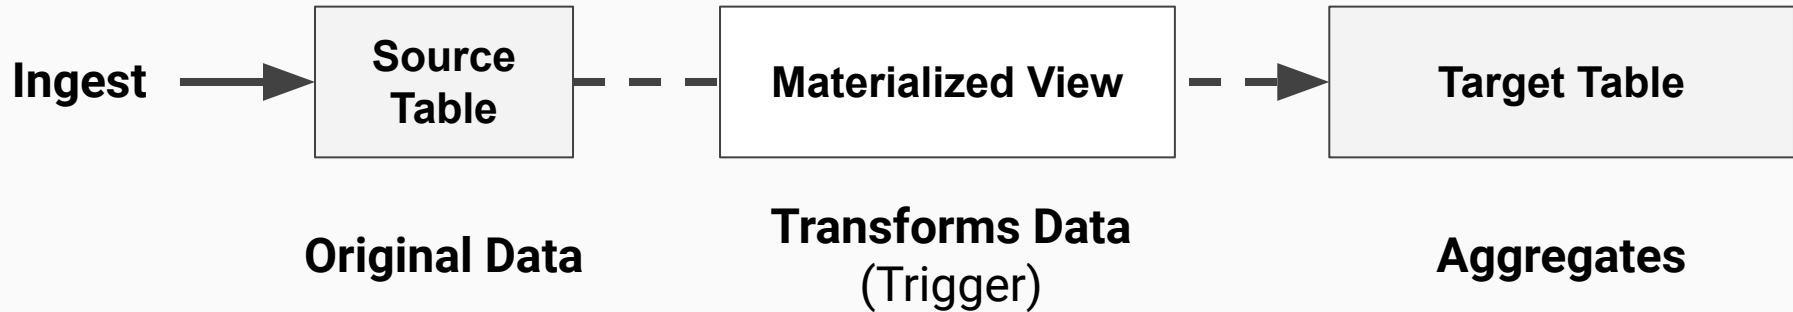 Ingest
Source
Table
Materialized View
Target Table
Original Data
Transforms Data
(Trigger)
Aggregates